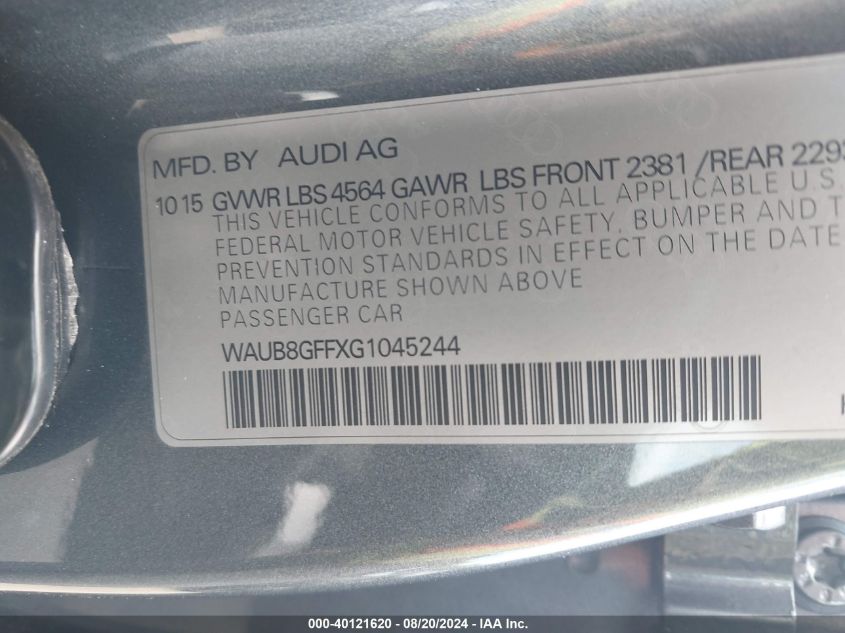 MFD. BY AUDI AG
10 15 GVWR LBS 4564 GAWR LBS FRONT 2381 /REAR 2293
THIS VEHICLE CONFORMS TO ALL APPLICABLE U.S.
FEDERAL MOTOR VEHICLE SAFETY, BUMPER AND T
PREVENTION STANDARDS IN EFFECT ON THE DATE
MANUFACTURE SHOWN ABOVE
PASSENGER CAR
WAUB8GFFXG1045244
000-40121620 - 08/20/2024 - IAA Inc.